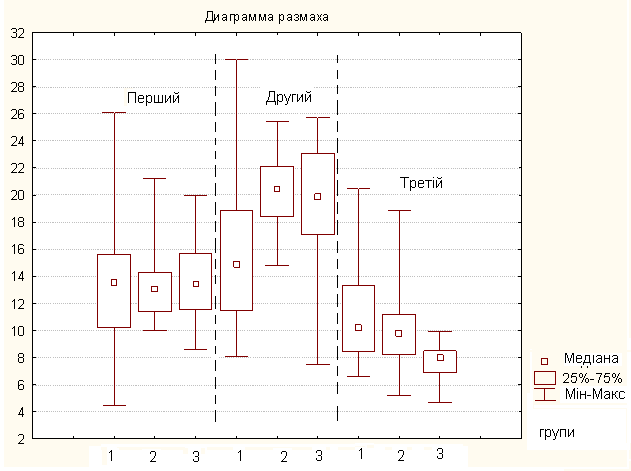 Диаграмма размаха
32
30
28
26
24
22
20
18
16
14
12
10
8
6
4
2
Перший
Другий
Третій
1 2 3 1 2 3 1 2 3
Медіана
25%-75%
Мін-Макс
групи